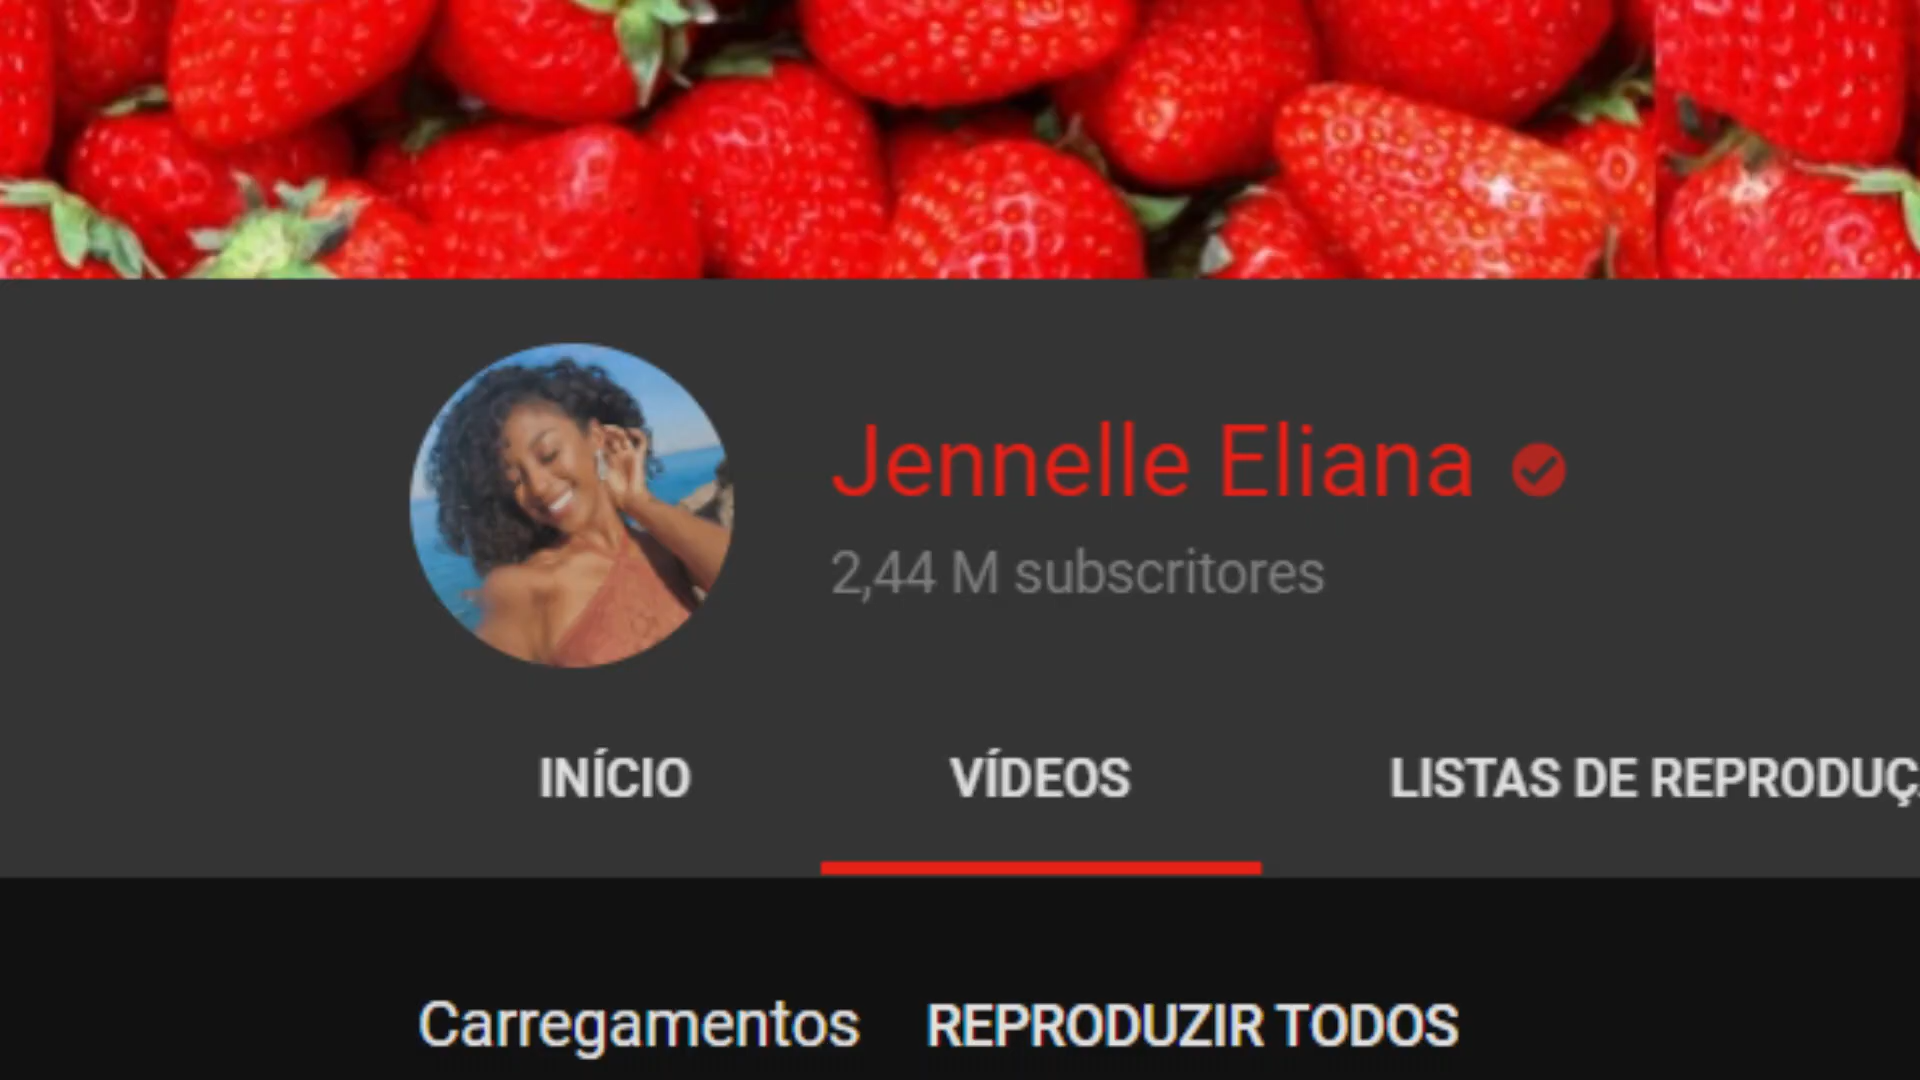 Jennelle Eliana
2,44 M subscritores
INÍCIO VÍDEOS LISTAS DE REPRODUÇ
Carregamentos REPRODUZIR TODOS